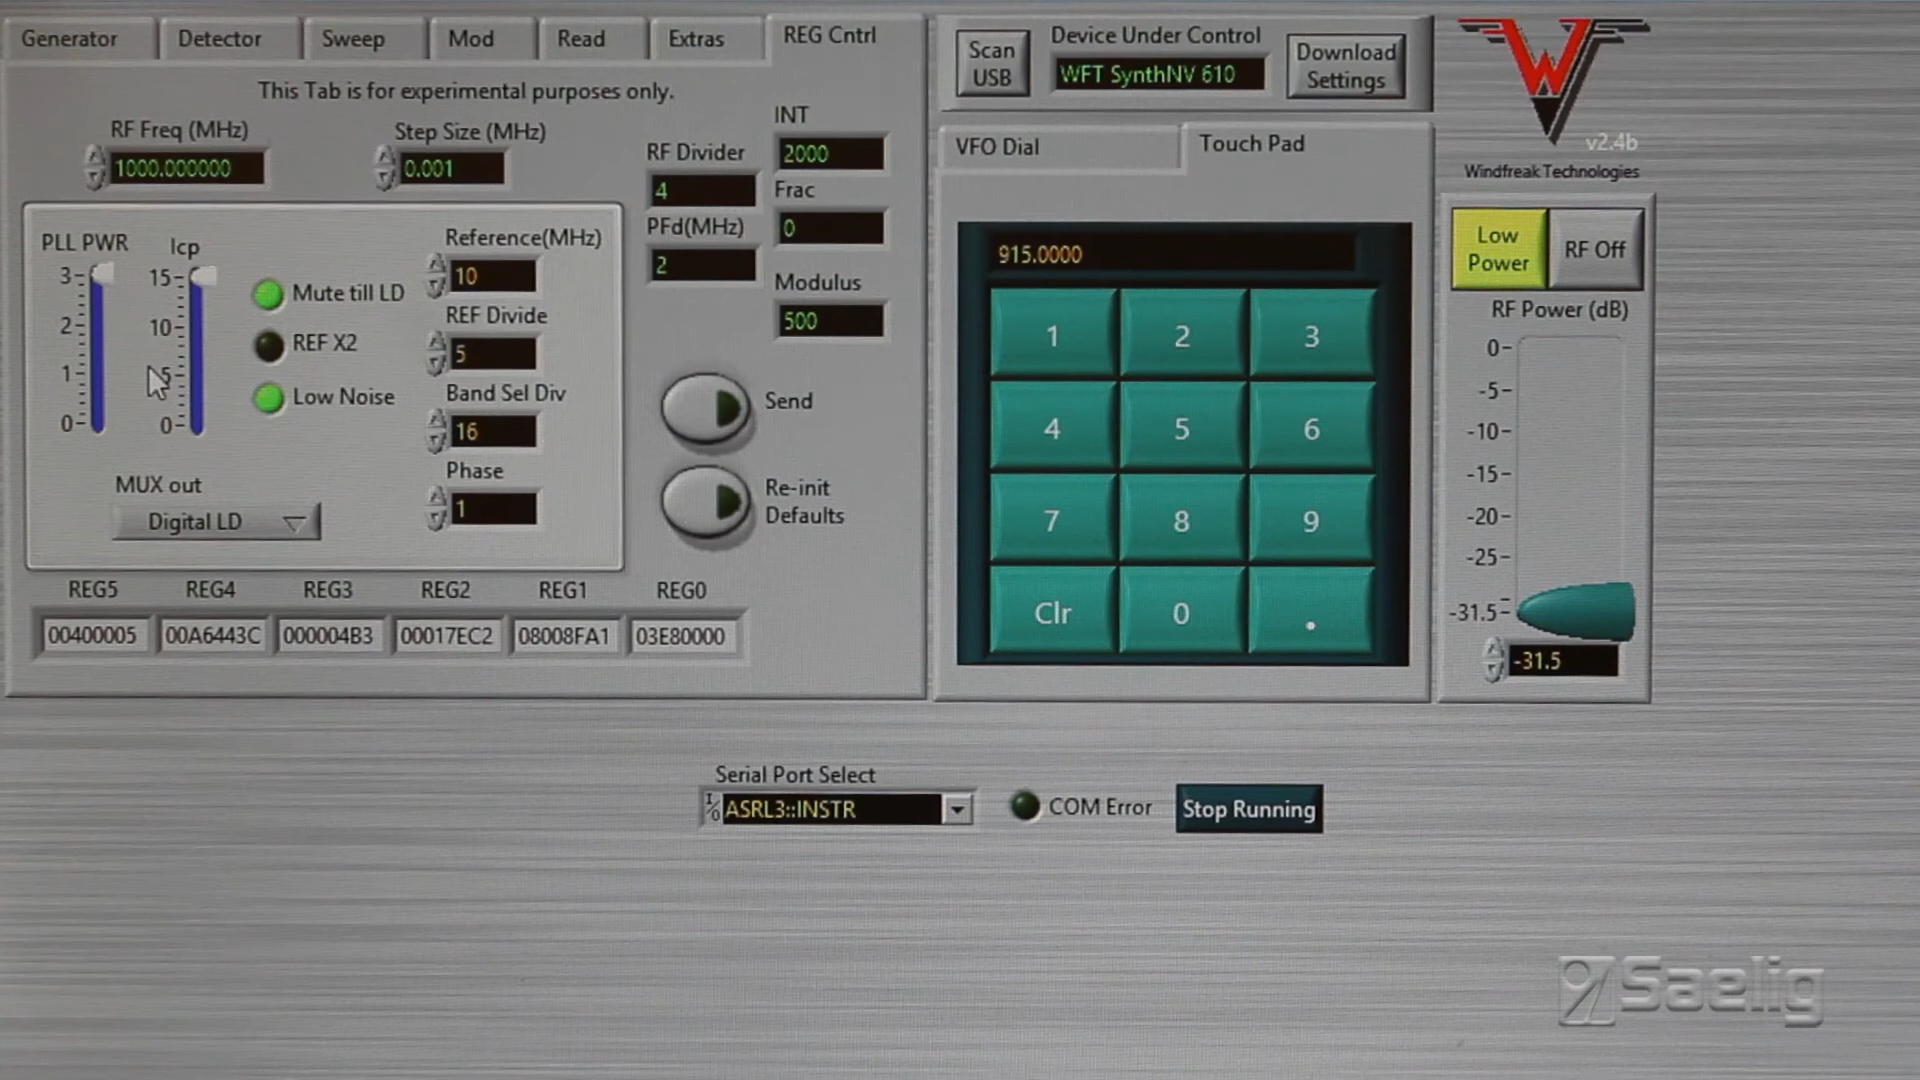 Generator
Detector
Sweep
Mod
Read
Extras
REG Cntrl
This Tab is for experimental purposes only.
RF Freq (MHz)
1000.000000
Step Size (MHz)
0.001
RF Divider
4
PFd(MHz)
2
INT
2000
Frac
0
Modulus
500
PLL PWR
3
2
1
0
Icp
15
10
5
0
Mute till LD
REF X2
Low Noise
Reference(MHz)
10
REF Divide
5
Band Sel Div
16
Phase
1
MUX out
Digital LD
Send
Re-init
Defaults
REG5
REG4
REG3
REG2
REG1
REG0
00400005
00A6443C
000004B3
00017EC2
08008FA1
03E80000
Scan
USB
Device Under Control
WFT SynthNV 610
Download
Settings
VFO Dial
Touch Pad
915.0000
1
2
3
4
5
6
7
8
9
Clr
0
.
W
v2.4b
Windfreak Technologies
Low
Power
RF Off
RF Power (dB)
0
-5
-10
-15
-20
-25
-31.5
-31.5
Serial Port Select
I/O
ASRL3::INSTR
COM Error
Stop Running
Saelig